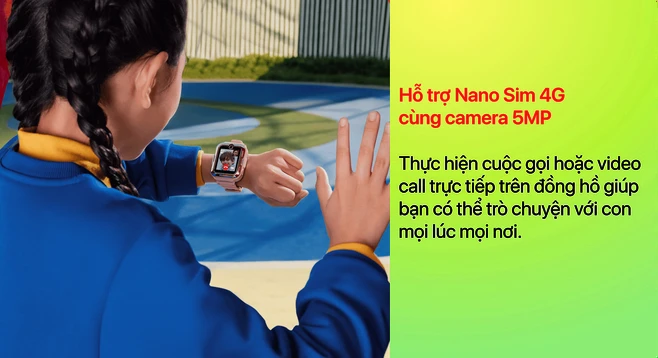 Hỗ trợ Nano Sim 4G
cùng camera 5MP
Thực hiện cuộc gọi hoặc video
call trực tiếp trên đồng hồ giúp
bạn có thể trò chuyện với con
mọi lúc mọi nơi.